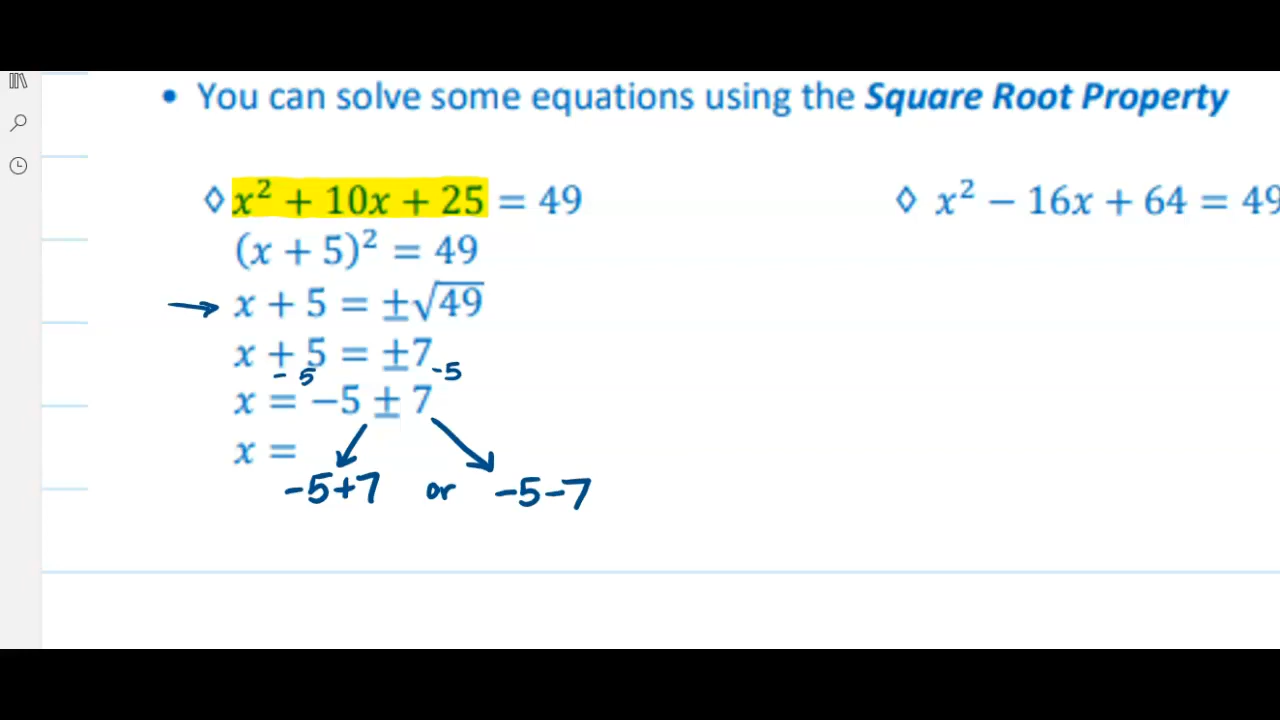 • You can solve some equations using the Square Root Property
◊ x² + 10x + 25 = 49
(x + 5)² = 49
→ x + 5 = ±√49
x + 5 = ±7
- 5 -5
x = −5 ± 7
x =
-5+7 or -5-7
◊ x² − 16x + 64 = 49